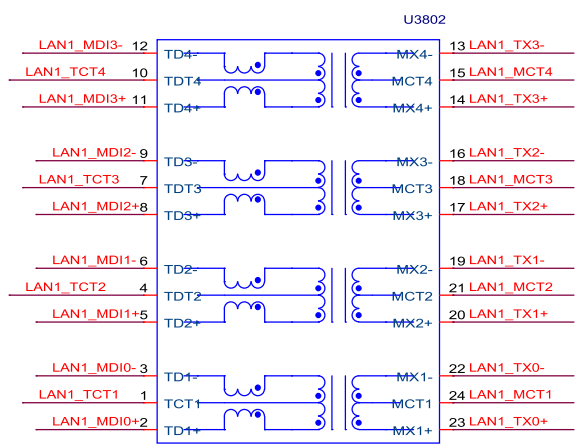 U3802
LAN1_MDI3- 12 TD4- MX4- 13 LAN1_TX3-
LAN1_TCT4 10 TDT4 MCT4 15 LAN1_MCT4
LAN1_MDI3+ 11 TD4+ MX4+ 14 LAN1_TX3+
LAN1_MDI2- 9 TD3- MX3- 16 LAN1_TX2-
LAN1_TCT3 7 TDT3 MCT3 18 LAN1_MCT3
LAN1_MDI2+ 8 TD3+ MX3+ 17 LAN1_TX2+
LAN1_MDI1- 6 TD2- MX2- 19 LAN1_TX1-
LAN1_TCT2 4 TDT2 MCT2 21 LAN1_MCT2
LAN1_MDI1+ 5 TD2+ MX2+ 20 LAN1_TX1+
LAN1_MDI0- 3 TD1- MX1- 22 LAN1_TX0-
LAN1_TCT1 1 TCT1 MCT1 24 LAN1_MCT1
LAN1_MDI0+ 2 TD1+ MX1+ 23 LAN1_TX0+